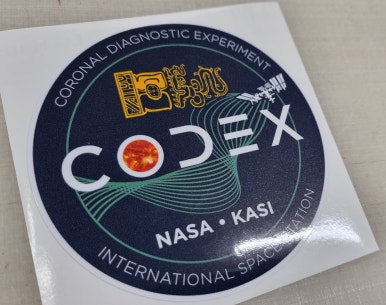 CORONAL DIAGNOSTIC EXPERIMENT
CODEX
NASA • KASI
INTERNATIONAL SPACE STATION